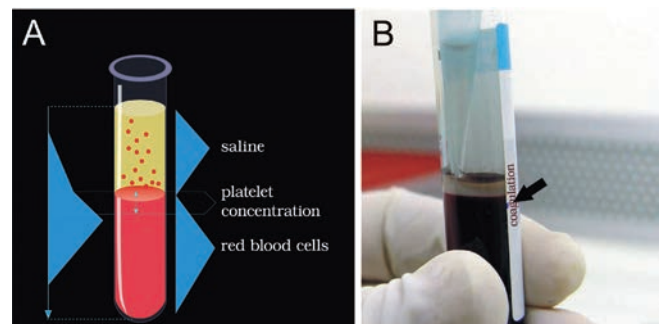 A
saline
platelet
concentration
red blood cells
B
coagulation